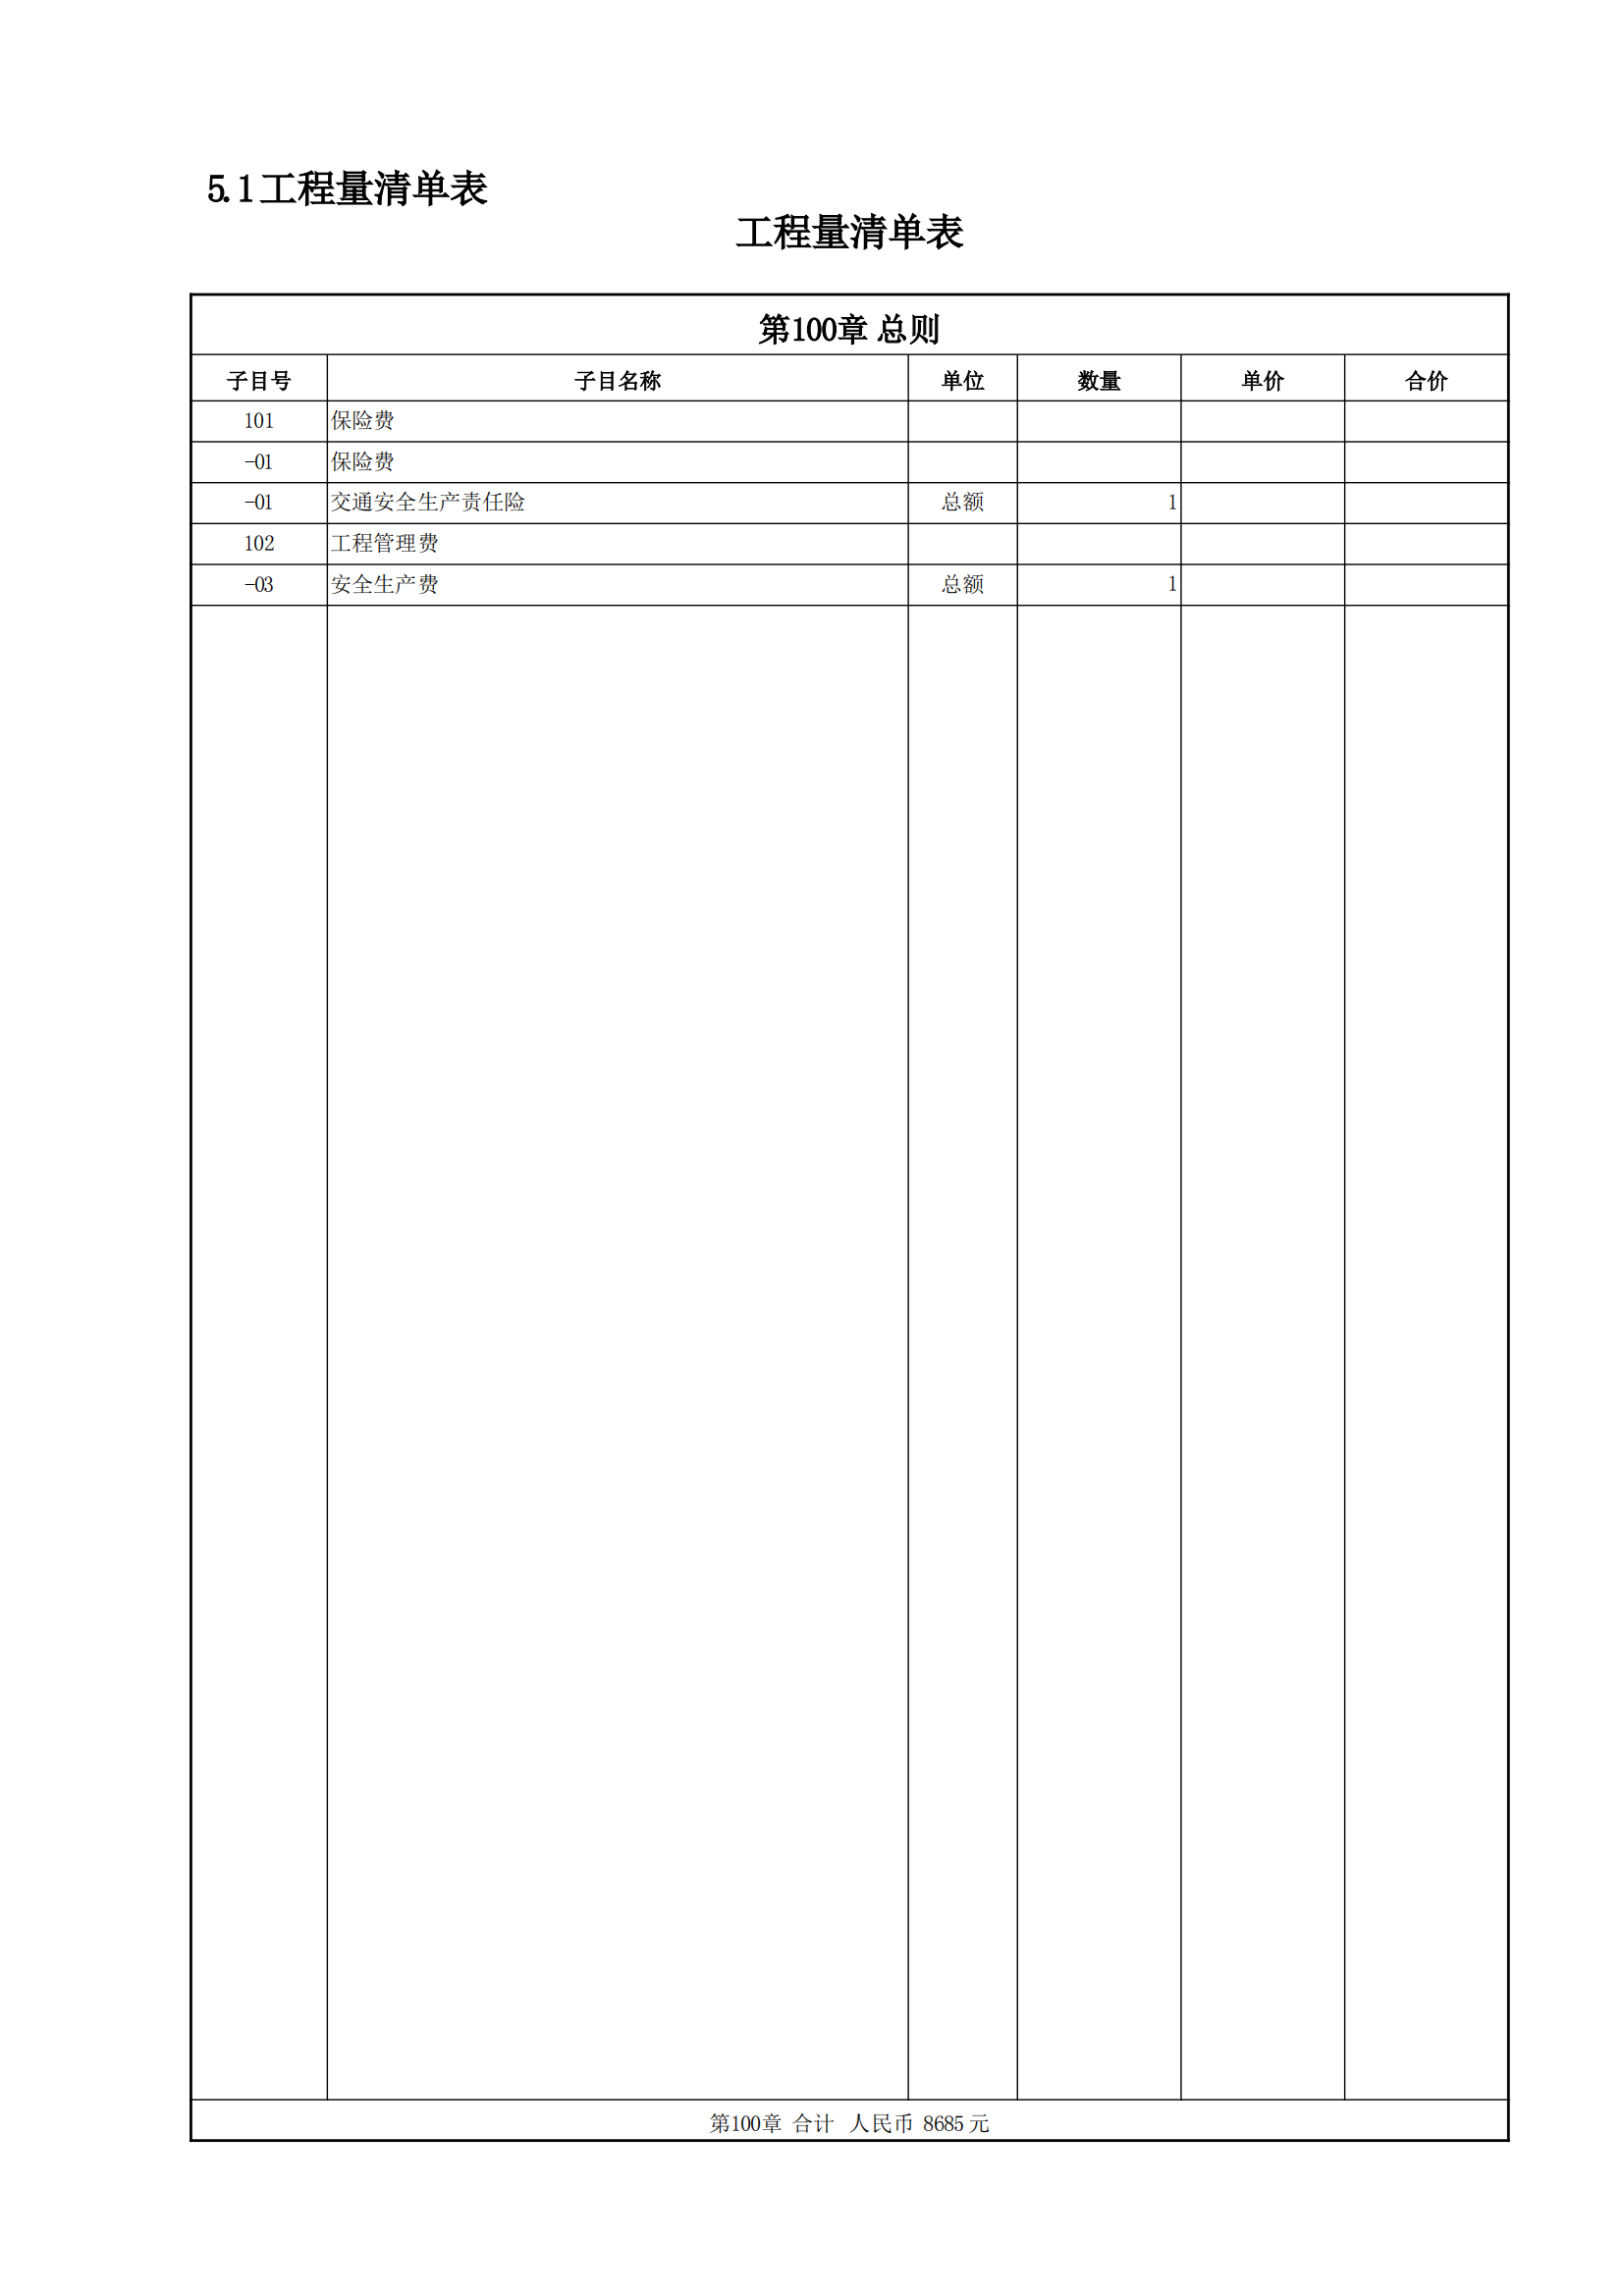 5.1工程量清单表
工程量清单表
第100章 总则
子目号 子目名称 单位 数量 单价 合价
101 保险费
-01 保险费
-01 交通安全生产责任险 总额 1
102 工程管理费
-03 安全生产费 总额 1
第100章 合计 人民币 8685 元